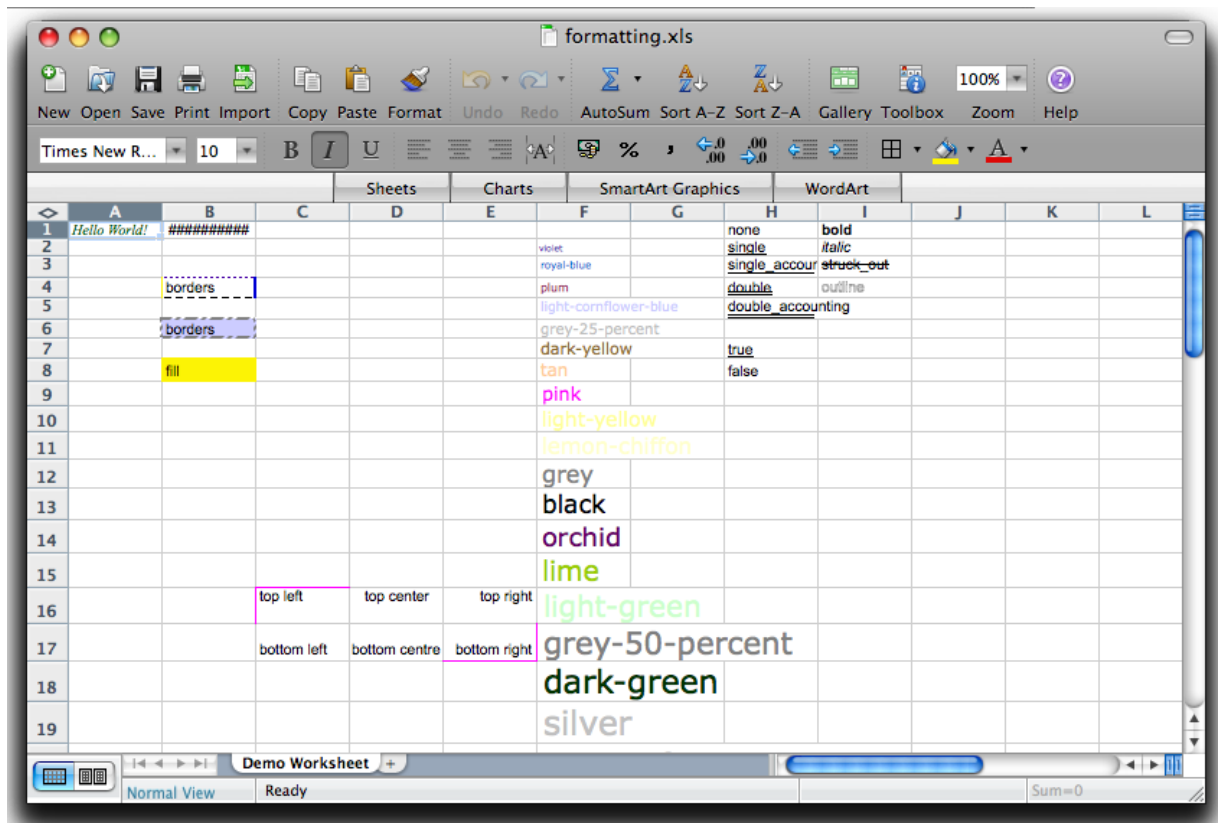 formatting.xls
100%
New Open Save Print Import Copy Paste Format Undo Redo AutoSum Sort A-Z Sort Z-A Gallery Toolbox Zoom Help
Times New R... 10 B I U A % , .0 .00 .00 .0 A
Sheets Charts SmartArt Graphics WordArt
A B C D E F G H I J K L
1 Hello World! ########## none bold
2 violet single italic
3 royal-blue single_accour struck_out
4 borders plum double outline
5 light-cornflower-blue double_accounting
6 borders grey-25-percent
7 dark-yellow true
8 fill tan false
9 pink
10 light-yellow
11 lemon-chiffon
12 grey
13 black
14 orchid
15 lime
16 top left top center top right light-green
17 bottom left bottom centre bottom right grey-50-percent
18 dark-green
19 silver
Demo Worksheet +
Normal View Ready Sum=0